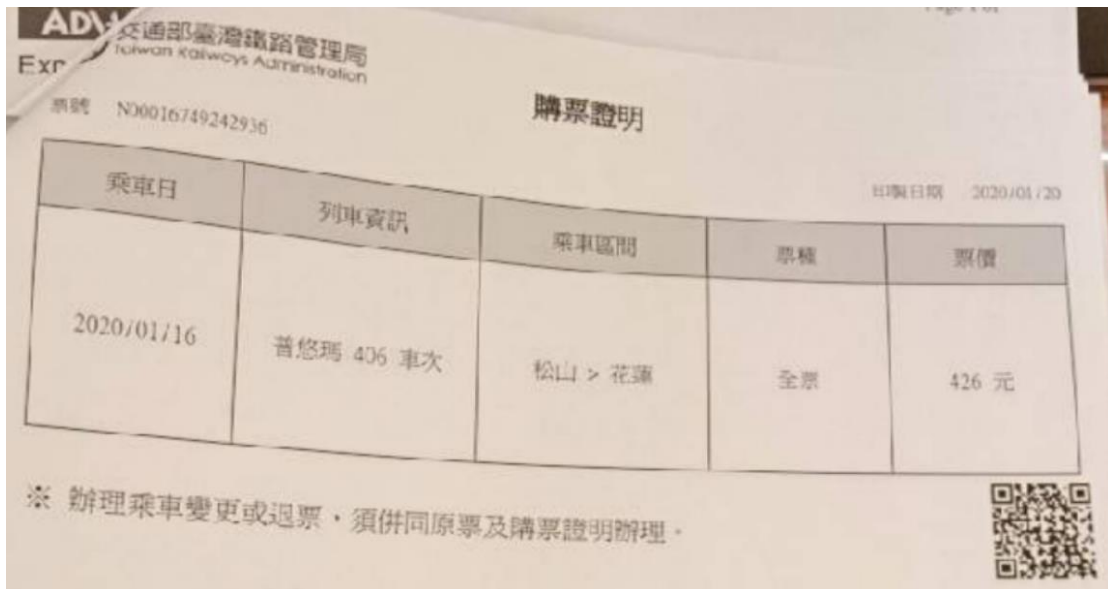 ADV
交通部臺灣鐵路管理局
Taiwan Railways Administration
購票證明
票號 N00016749242936
印製日期 2020/01/20
乘車日 列車資訊 乘車區間 票種 票價
2020/01/16 普悠瑪 406 車次 松山 > 花蓮 全票 426 元
※ 辦理乘車變更或退票,須併同原票及購票證明辦理。